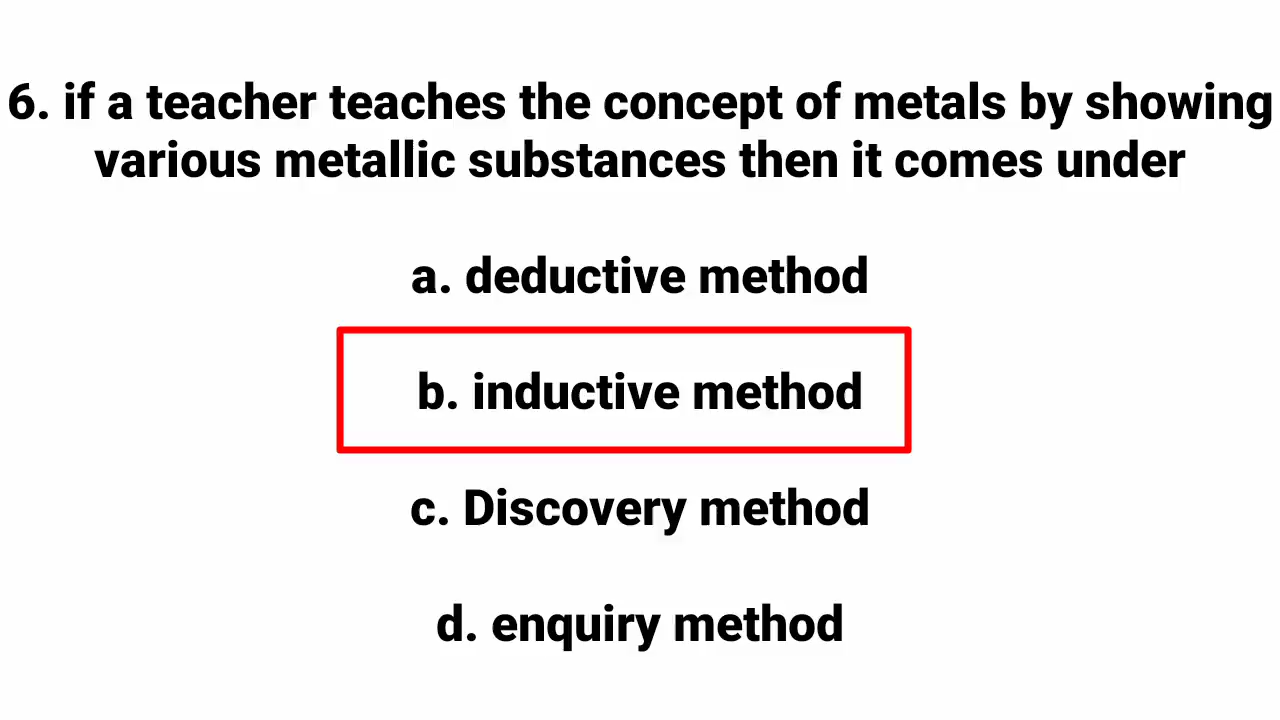 6. if a teacher teaches the concept of metals by showing
various metallic substances then it comes under
a. deductive method
b. inductive method
c. Discovery method
d. enquiry method